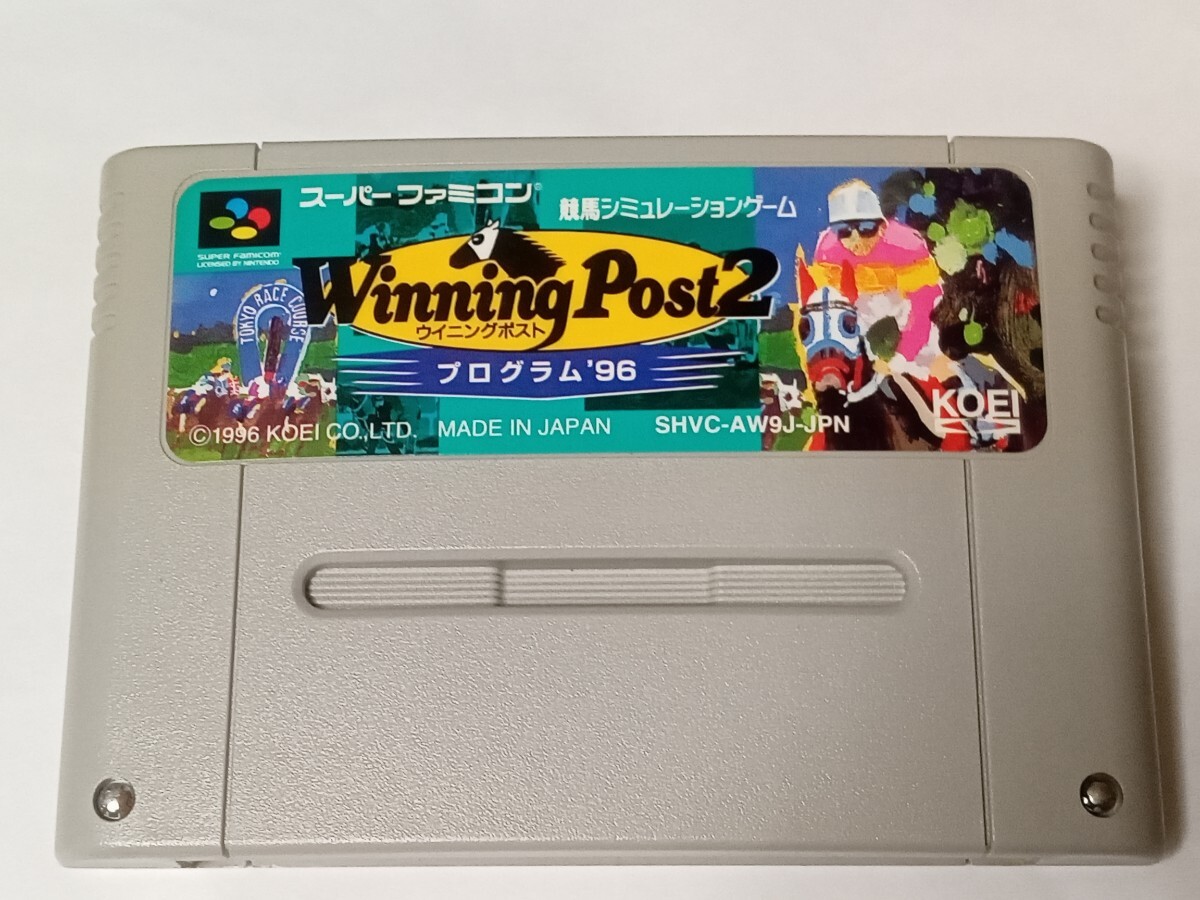 スーパーファミコン®
競馬シミュレーションゲーム
SUPER FAMICOM
LICENSED BY NINTENDO
Winning Post 2
ウイニングポスト
プログラム'96
TOKYO RACE COURSE
KOEI
©1996 KOEI CO.,LTD. MADE IN JAPAN SHVC-AW9J-JPN